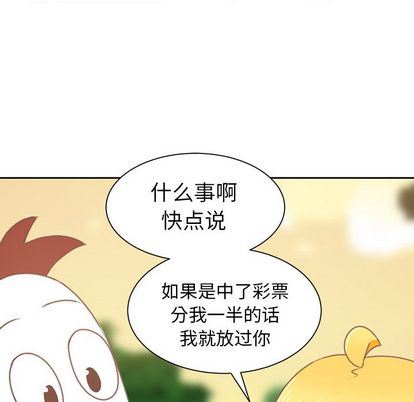 什么事啊
快点说
如果是中了彩票
分我一半的话
我就放过你